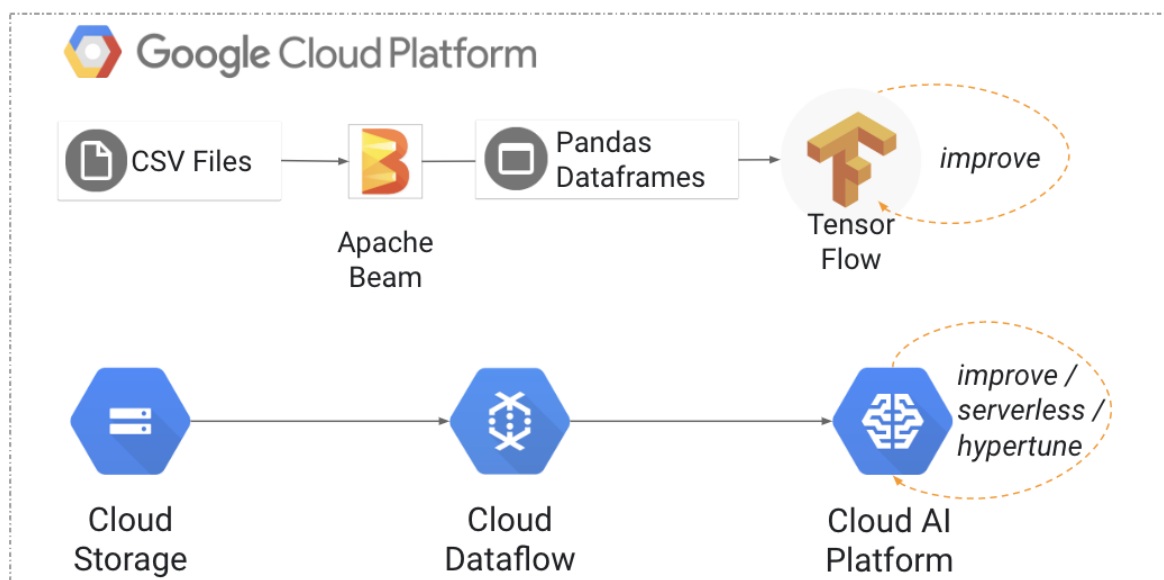 Google Cloud Platform
CSV Files
Pandas
Dataframes
improve
Apache
Beam
Tensor
Flow
improve /
serverless /
hypertune
Cloud
Storage
Cloud
Dataflow
Cloud AI
Platform